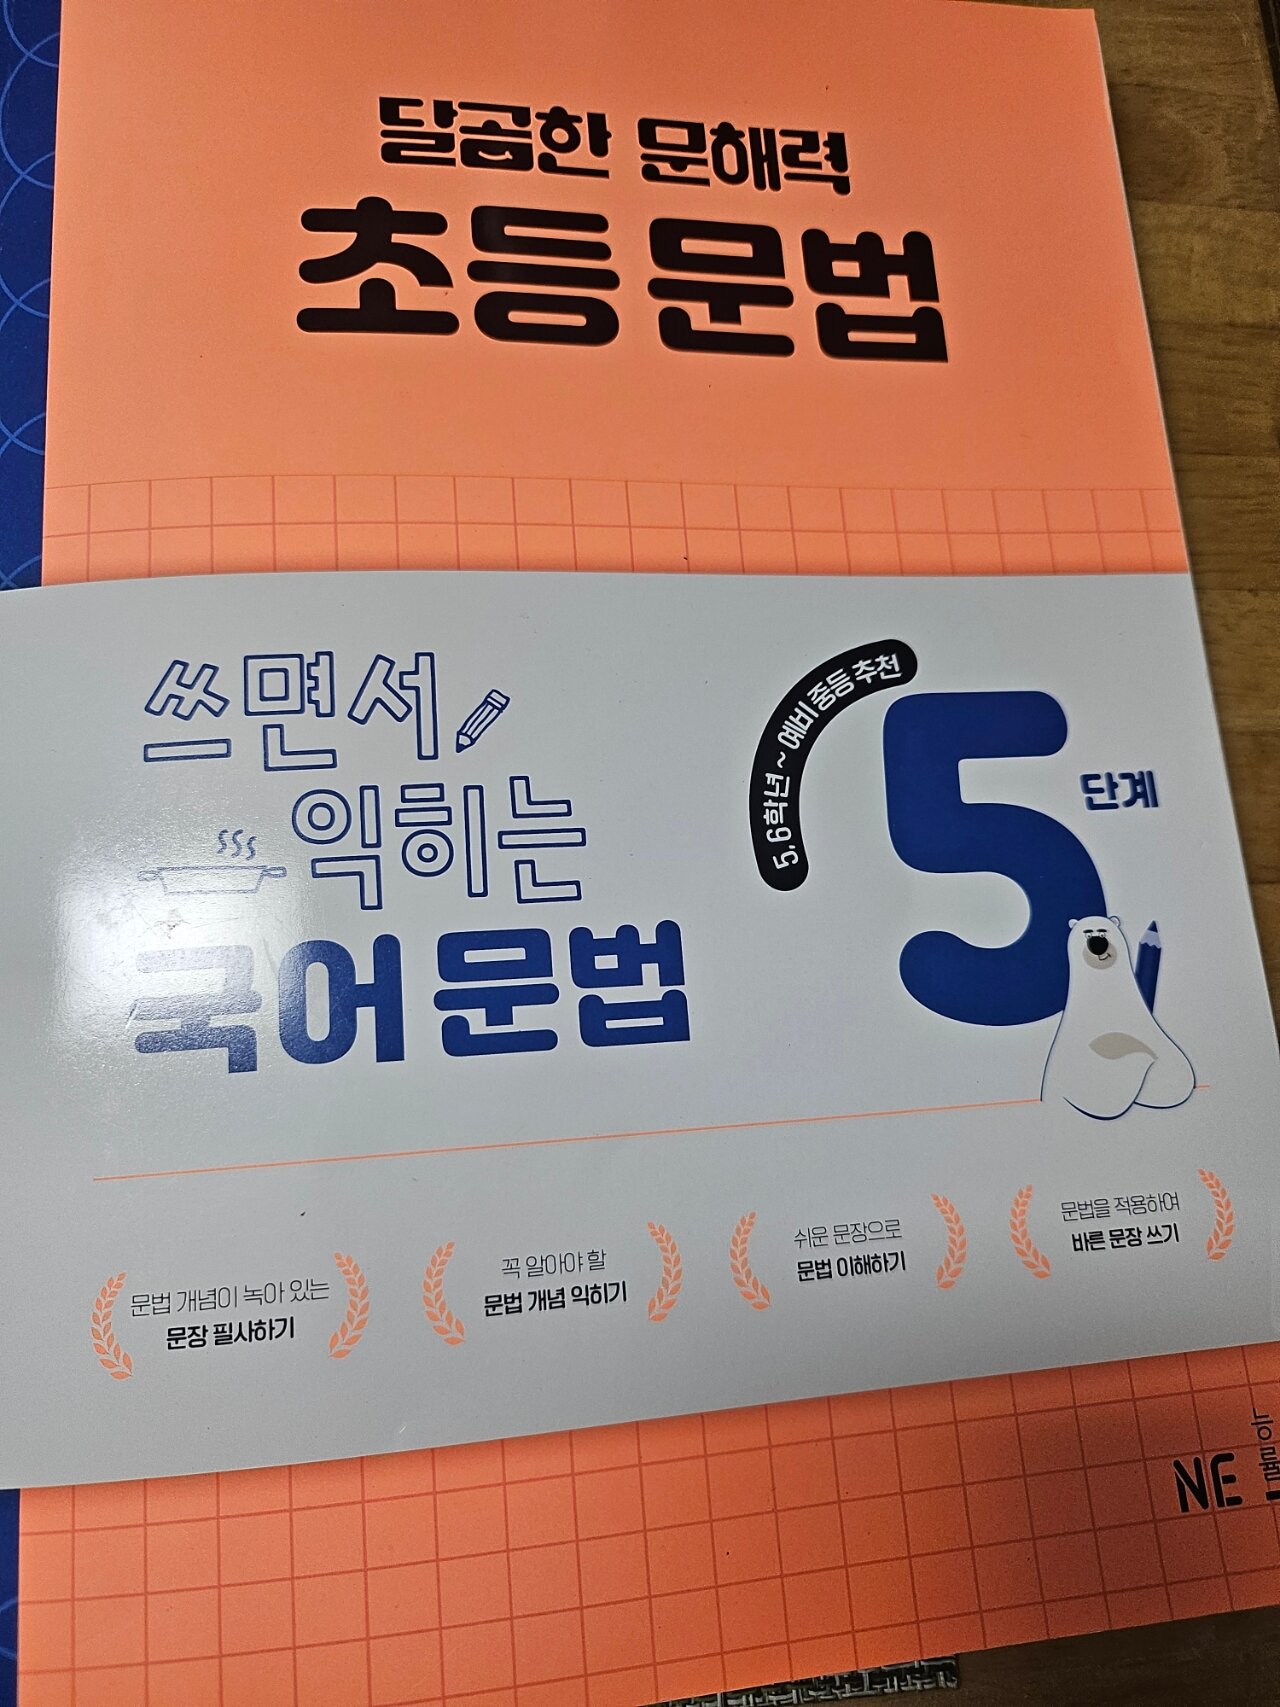 달곰한 문해력
초등 문법
쓰면서
익히는
국어 문법
5, 6학년 ~ 예비 중등 추천
5단계
문법 개념이 녹아 있는
문장 필사하기
꼭 알아야 할
문법 개념 익히기
쉬운 문장으로
문법 이해하기
문법을 적용하여
바른 문장 쓰기
NE 능률